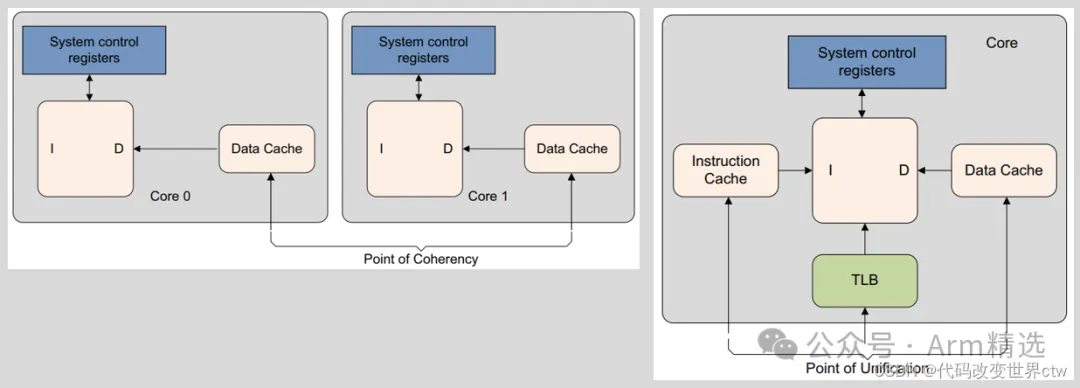 System control
registers
I
D
Data Cache
Core 0
System control
registers
I
D
Data Cache
Core 1
Point of Coherency
Core
System control
registers
Instruction
Cache
I
D
Data Cache
TLB
公众号 · Arm精选
Point of Unification
CSDN @代码改变世界ctw